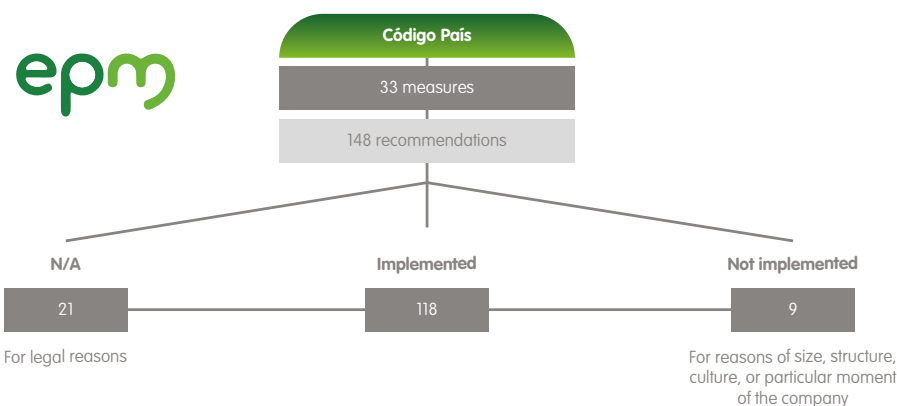 epm
Código País
33 measures
148 recommendations
N/A
Implemented
Not implemented
21
118
9
For legal reasons
For reasons of size, structure,
culture, or particular moment
of the company